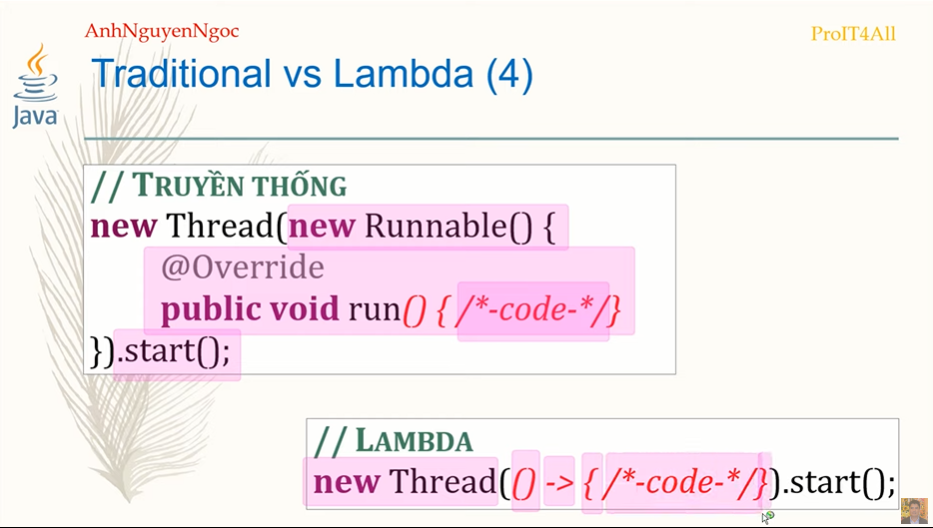 AnhNguyenNgoc
ProIT4All
Java
Traditional vs Lambda (4)
// TRUYỀN THỐNG
new Thread(new Runnable() {
@Override
public void run() { /*-code-*/}
}).start();
// LAMBDA
new Thread(() -> { /*-code-*/}).start();